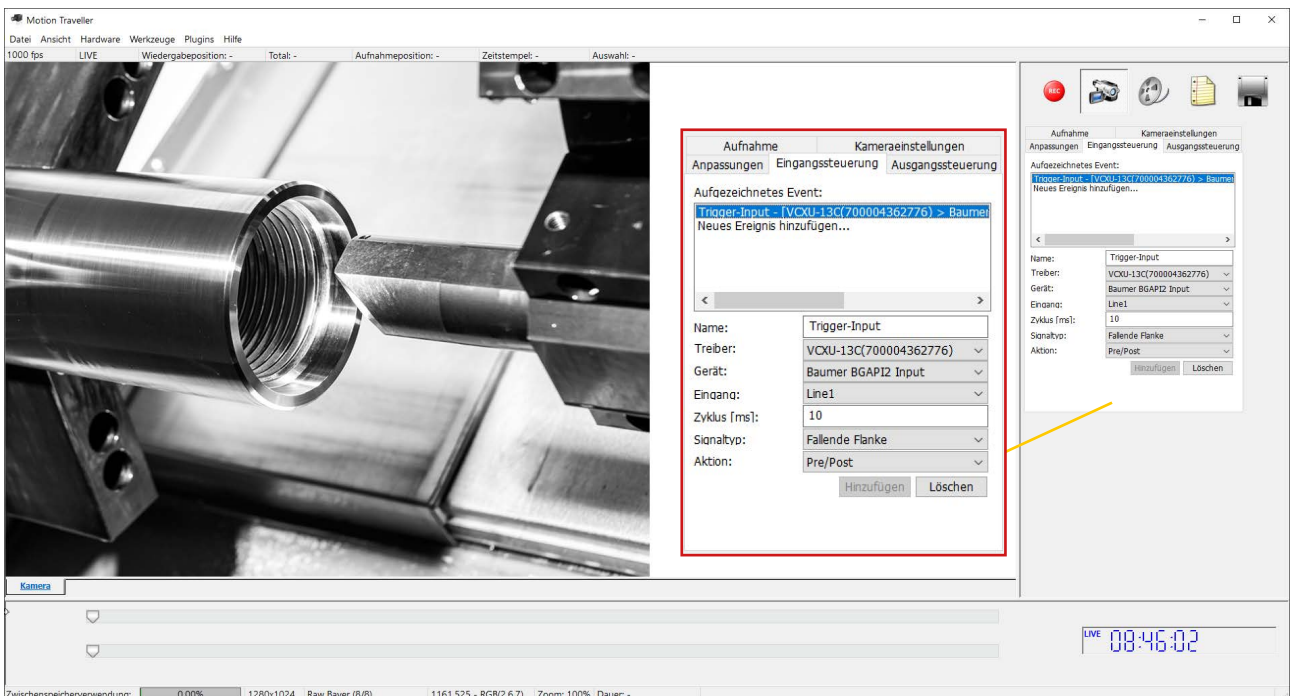 Motion Traveller
Datei Ansicht Hardware Werkzeuge Plugins Hilfe
1000 fps LIVE Wiedergabeposition: - Total: - Aufnahmeposition: - Zeitstempel: - Auswahl: -
Aufnahme Kameraeinstellungen
Anpassungen Eingangssteuerung Ausgangssteuerung
Aufgezeichnetes Event:
Trigger-Input - [VCXU-13C(700004362776) > Baumer
Neues Ereignis hinzufügen...
Name: Trigger-Input
Treiber: VCXU-13C(700004362776)
Gerät: Baumer BGAPI2 Input
Eingang: Line1
Zyklus [ms]: 10
Signaltyp: Fallende Flanke
Aktion: Pre/Post
Hinzufügen Löschen
REC
Aufnahme Kameraeinstellungen
Anpassungen Eingangssteuerung Ausgangssteuerung
Aufgezeichnetes Event:
Trigger-Input - [VCXU-13C(700004362776) > Baumer
Neues Ereignis hinzufügen...
Name: Trigger-Input
Treiber: VCXU-13C(700004362776)
Gerät: Baumer BGAPI2 Input
Eingang: Line1
Zyklus [ms]: 10
Signaltyp: Fallende Flanke
Aktion: Pre/Post
Hinzufügen Löschen
Kamera
LIVE 08:46:02
Zwischenspeicherverwendung: 0.00% 1280x1024 Raw Bayer (8/8) 1161,525 - RGB(2,6,7) Zoom: 100% Dauer: -